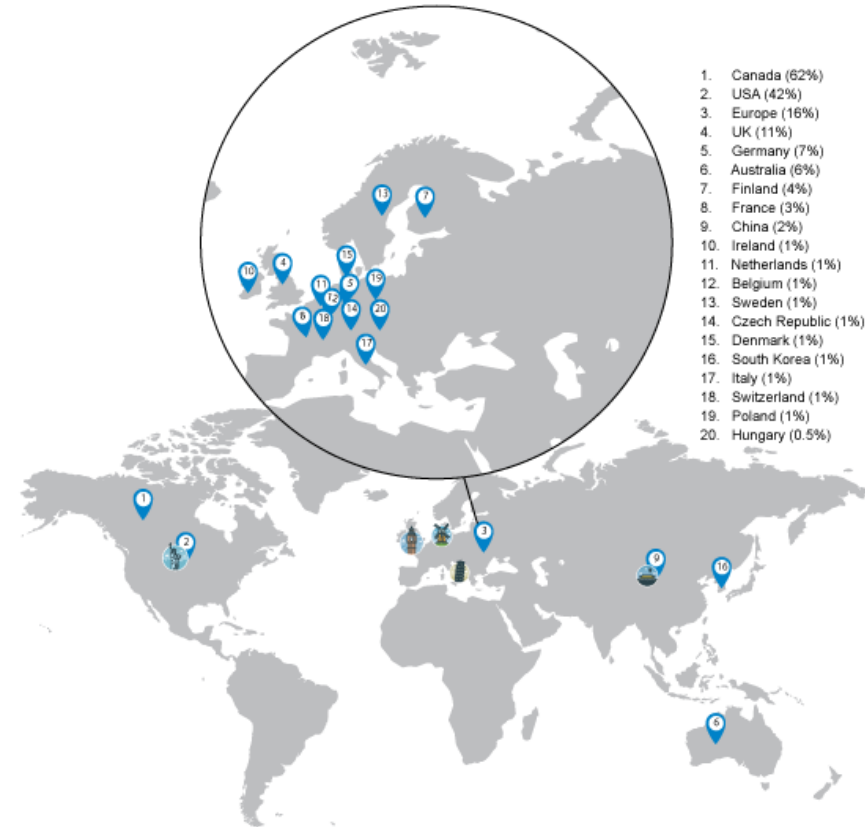 1. Canada (62%)
2. USA (42%)
3. Europe (16%)
4. UK (11%)
5. Germany (7%)
6. Australia (6%)
7. Finland (4%)
8. France (3%)
9. China (2%)
10. Ireland (1%)
11. Netherlands (1%)
12. Belgium (1%)
13. Sweden (1%)
14. Czech Republic (1%)
15. Denmark (1%)
16. South Korea (1%)
17. Italy (1%)
18. Switzerland (1%)
19. Poland (1%)
20. Hungary (0.5%)
13
7
15
4
10
19
11
5
12
14
20
8
18
17
1
2
3
9
16
6